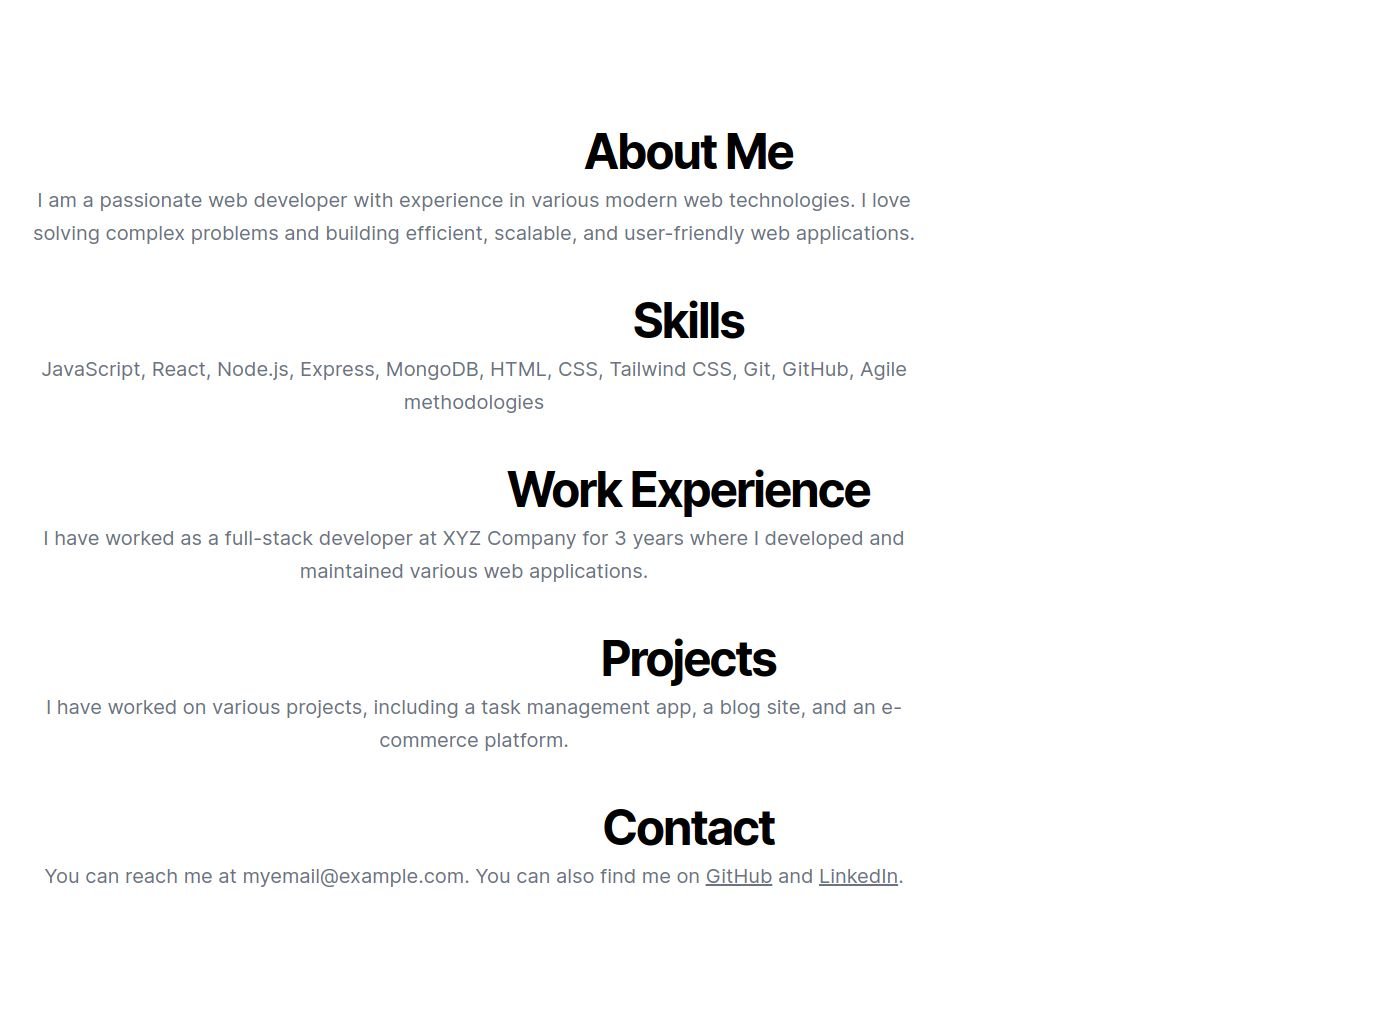 About Me
I am a passionate web developer with experience in various modern web technologies. I love
solving complex problems and building efficient, scalable, and user-friendly web applications.
Skills
JavaScript, React, Node.js, Express, MongoDB, HTML, CSS, Tailwind CSS, Git, GitHub, Agile
methodologies
Work Experience
I have worked as a full-stack developer at XYZ Company for 3 years where I developed and
maintained various web applications.
Projects
I have worked on various projects, including a task management app, a blog site, and an e-
commerce platform.
Contact
You can reach me at myemail@example.com. You can also find me on GitHub and LinkedIn.